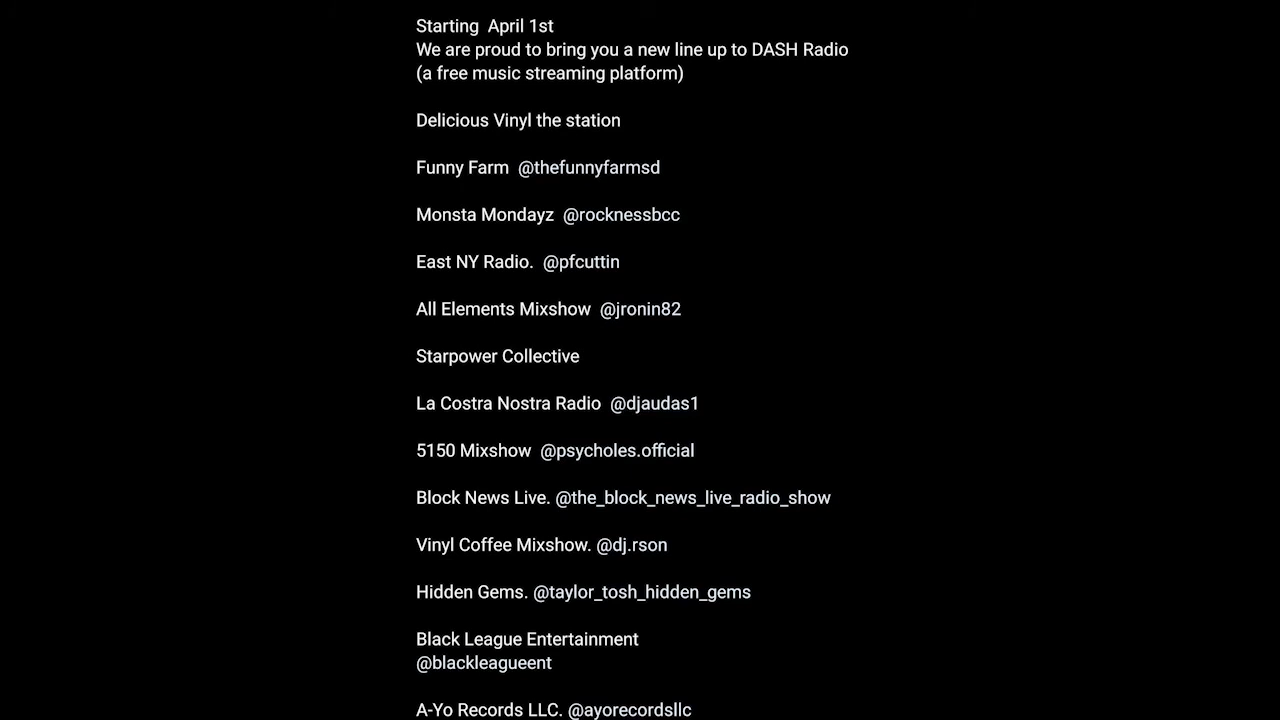 Starting  April 1st
We are proud to bring you a new line up to DASH Radio
(a free music streaming platform)
Delicious Vinyl the station
Funny Farm  @thefunnyfarmsd
Monsta Mondayz  @rocknessbcc
East NY Radio.  @pfcuttin
All Elements Mixshow  @jronin82
Starpower Collective
La Costra Nostra Radio  @djaudas1
5150 Mixshow  @psycholes.official
Block News Live. @the_block_news_live_radio_show
Vinyl Coffee Mixshow. @dj.rson
Hidden Gems. @taylor_tosh_hidden_gems
Black League Entertainment
@blackleagueent
A-Yo Records LLC. @ayorecordsllc